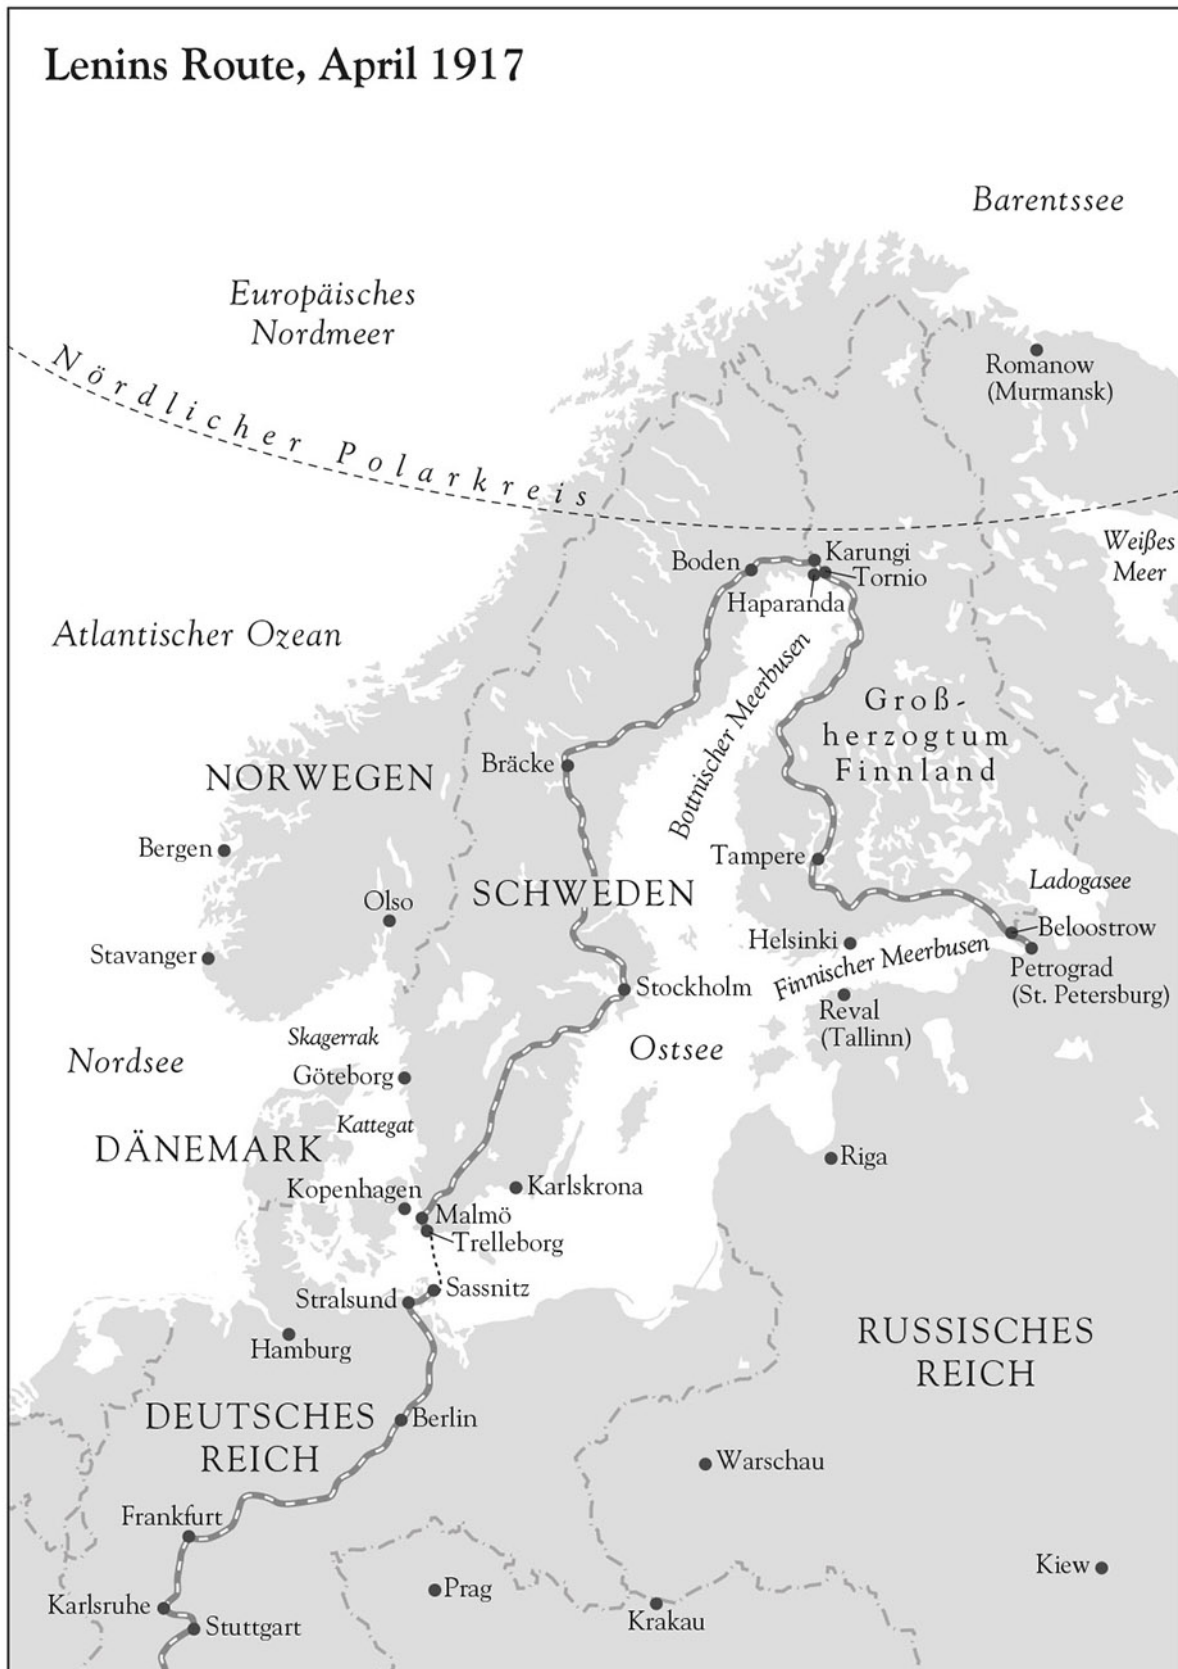 Lenins Route, April 1917
Barentssee
Europäisches
Nordmeer
Nördlicher Polarkreis
Romanow
(Murmansk)
Weißes
Meer
Karungi
Boden
Tornio
Haparanda
Atlantischer Ozean
Bottnischer Meerbusen
Groß-
herzogtum
Finnland
Bräcke
NORWEGEN
Bergen
Tampere
SCHWEDEN
Ladogasee
Olso
Beloostrow
Helsinki
Stavanger
Finnischer Meerbusen
Petrograd
(St. Petersburg)
Stockholm
Reval
(Tallinn)
Skagerrak
Ostsee
Nordsee
Göteborg
Kattegat
DÄNEMARK
Riga
Kopenhagen
Karlskrona
Malmö
Trelleborg
Sassnitz
Stralsund
Hamburg
RUSSISCHES
REICH
DEUTSCHES
REICH
Berlin
Warschau
Frankfurt
Kiew
Prag
Karlsruhe
Krakau
Stuttgart